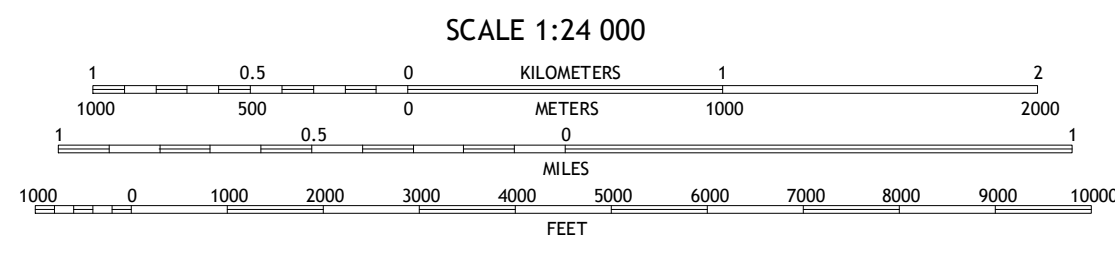 SCALE 1:24 000
1 0.5 0 KILOMETERS 1 2
1000 500 0 METERS 1000 2000
1 0.5 0 1
MILES
1000 0 1000 2000 3000 4000 5000 6000 7000 8000 9000 10000
FEET